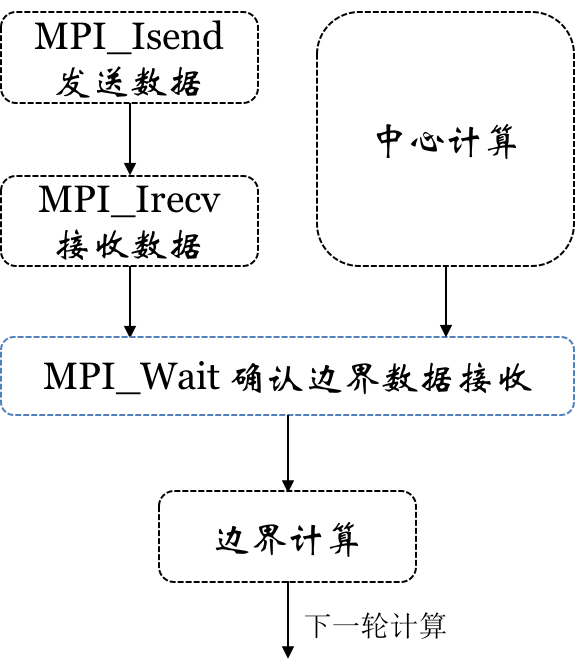 MPI_Isend
发送数据
中心计算
MPI_Irecv
接收数据
MPI_Wait 确认边界数据接收
边界计算
下一轮计算